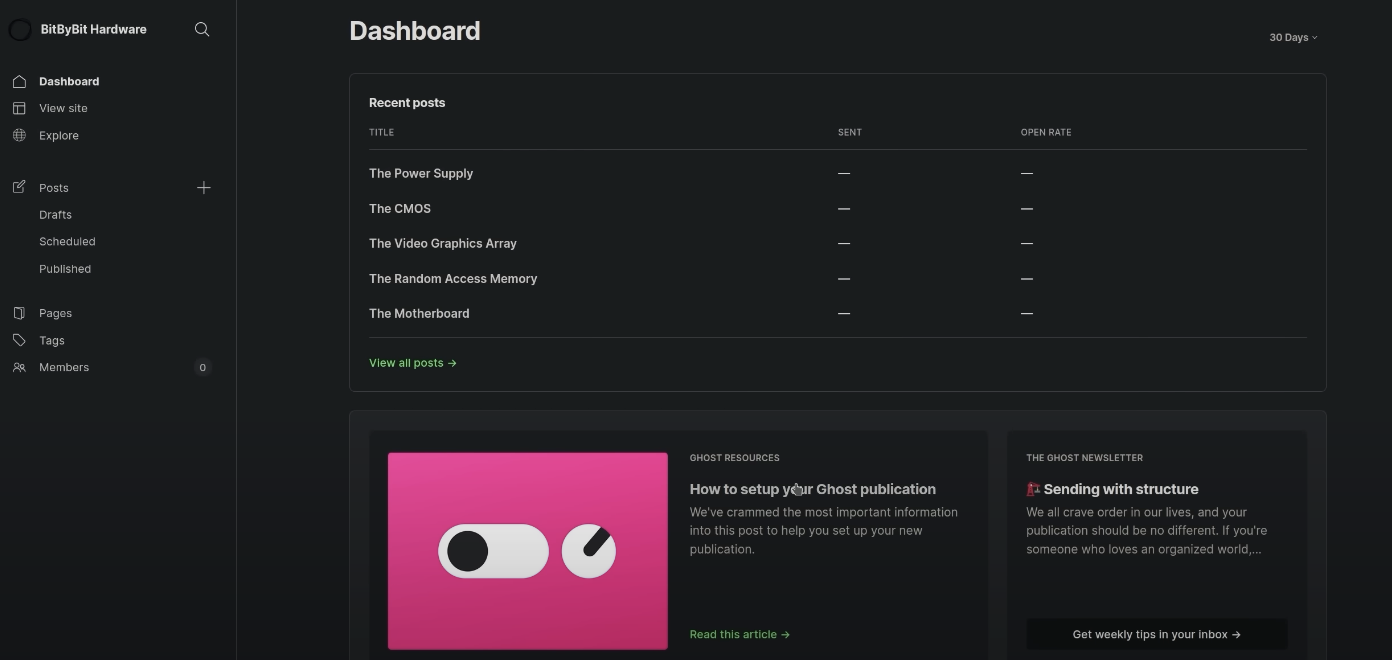 BitByBit Hardware
Dashboard
View site
Explore
Posts
Drafts
Scheduled
Published
Pages
Tags
Members
0
Dashboard
30 Days
Recent posts
TITLE SENT OPEN RATE
The Power Supply — —
The CMOS — —
The Video Graphics Array — —
The Random Access Memory — —
The Motherboard — —
View all posts →
GHOST RESOURCES
How to setup your Ghost publication
We've crammed the most important information
into this post to help you set up your new
publication.
Read this article →
THE GHOST NEWSLETTER
Sending with structure
We all crave order in our lives, and your
publication should be no different. If you're
someone who loves an organized world,...
Get weekly tips in your inbox →